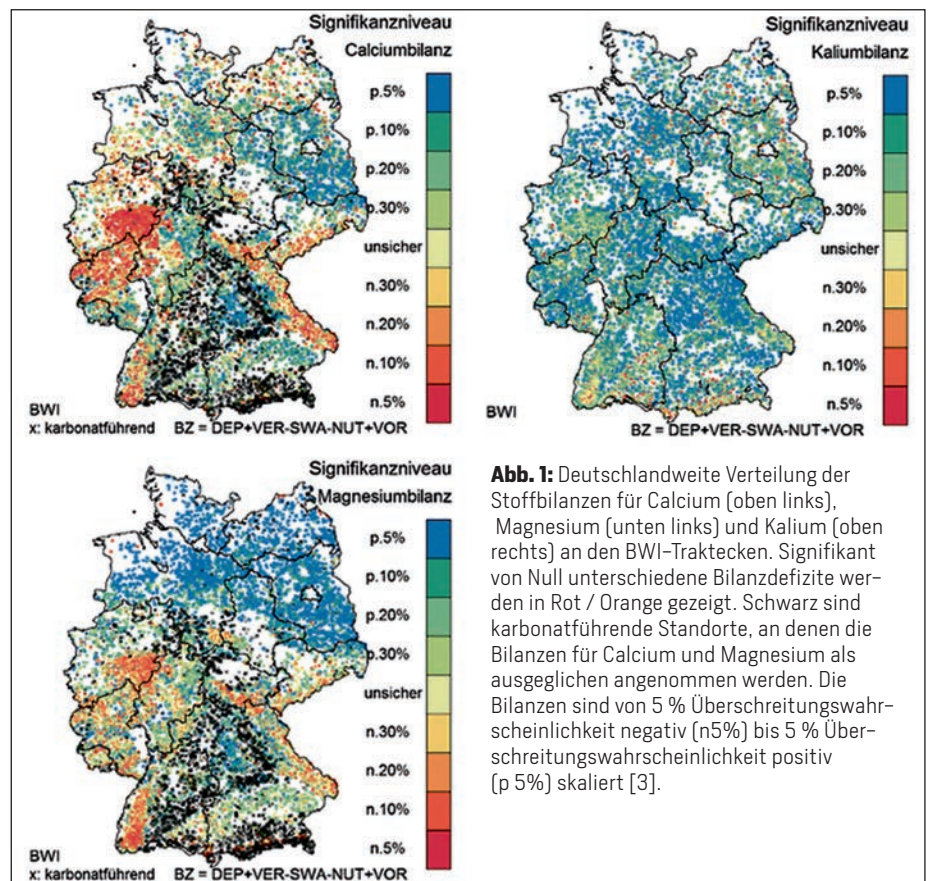 Signifikanzniveau
Calciumbilanz
p.5%
p.10%
p.20%
p.30%
unsicher
n.30%
n.20%
n.10%
n.5%
BWI
x: karbonatführend BZ = DEP+VER-SWA-NUT+VOR
Signifikanzniveau
Kaliumbilanz
p.5%
p.10%
p.20%
p.30%
unsicher
n.30%
n.20%
n.10%
n.5%
BWI
BZ = DEP+VER-SWA-NUT+VOR
Signifikanzniveau
Magnesiumbilanz
p.5%
p.10%
p.20%
p.30%
unsicher
n.30%
n.20%
n.10%
n.5%
BWI
x: karbonatführend BZ = DEP+VER-SWA-NUT+VOR
Abb. 1: Deutschlandweite Verteilung der
Stoffbilanzen für Calcium (oben links),
Magnesium (unten links) und Kalium (oben
rechts) an den BWI-Traktecken. Signifikant
von Null unterschiedene Bilanzdefizite wer-
den in Rot / Orange gezeigt. Schwarz sind
karbonatführende Standorte, an denen die
Bilanzen für Calcium und Magnesium als
ausgeglichen angenommen werden. Die
Bilanzen sind von 5 % Überschreitungswahr-
scheinlichkeit negativ (n5%) bis 5 % Über-
schreitungswahrscheinlichkeit positiv
(p 5%) skaliert [3].